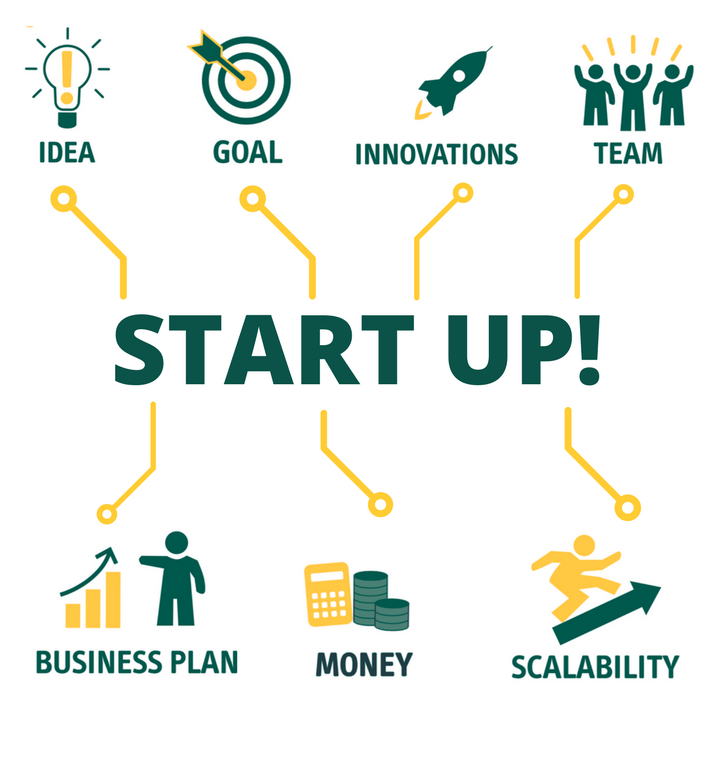 IDEA
GOAL
INNOVATIONS
TEAM
START UP!
BUSINESS PLAN
MONEY
SCALABILITY